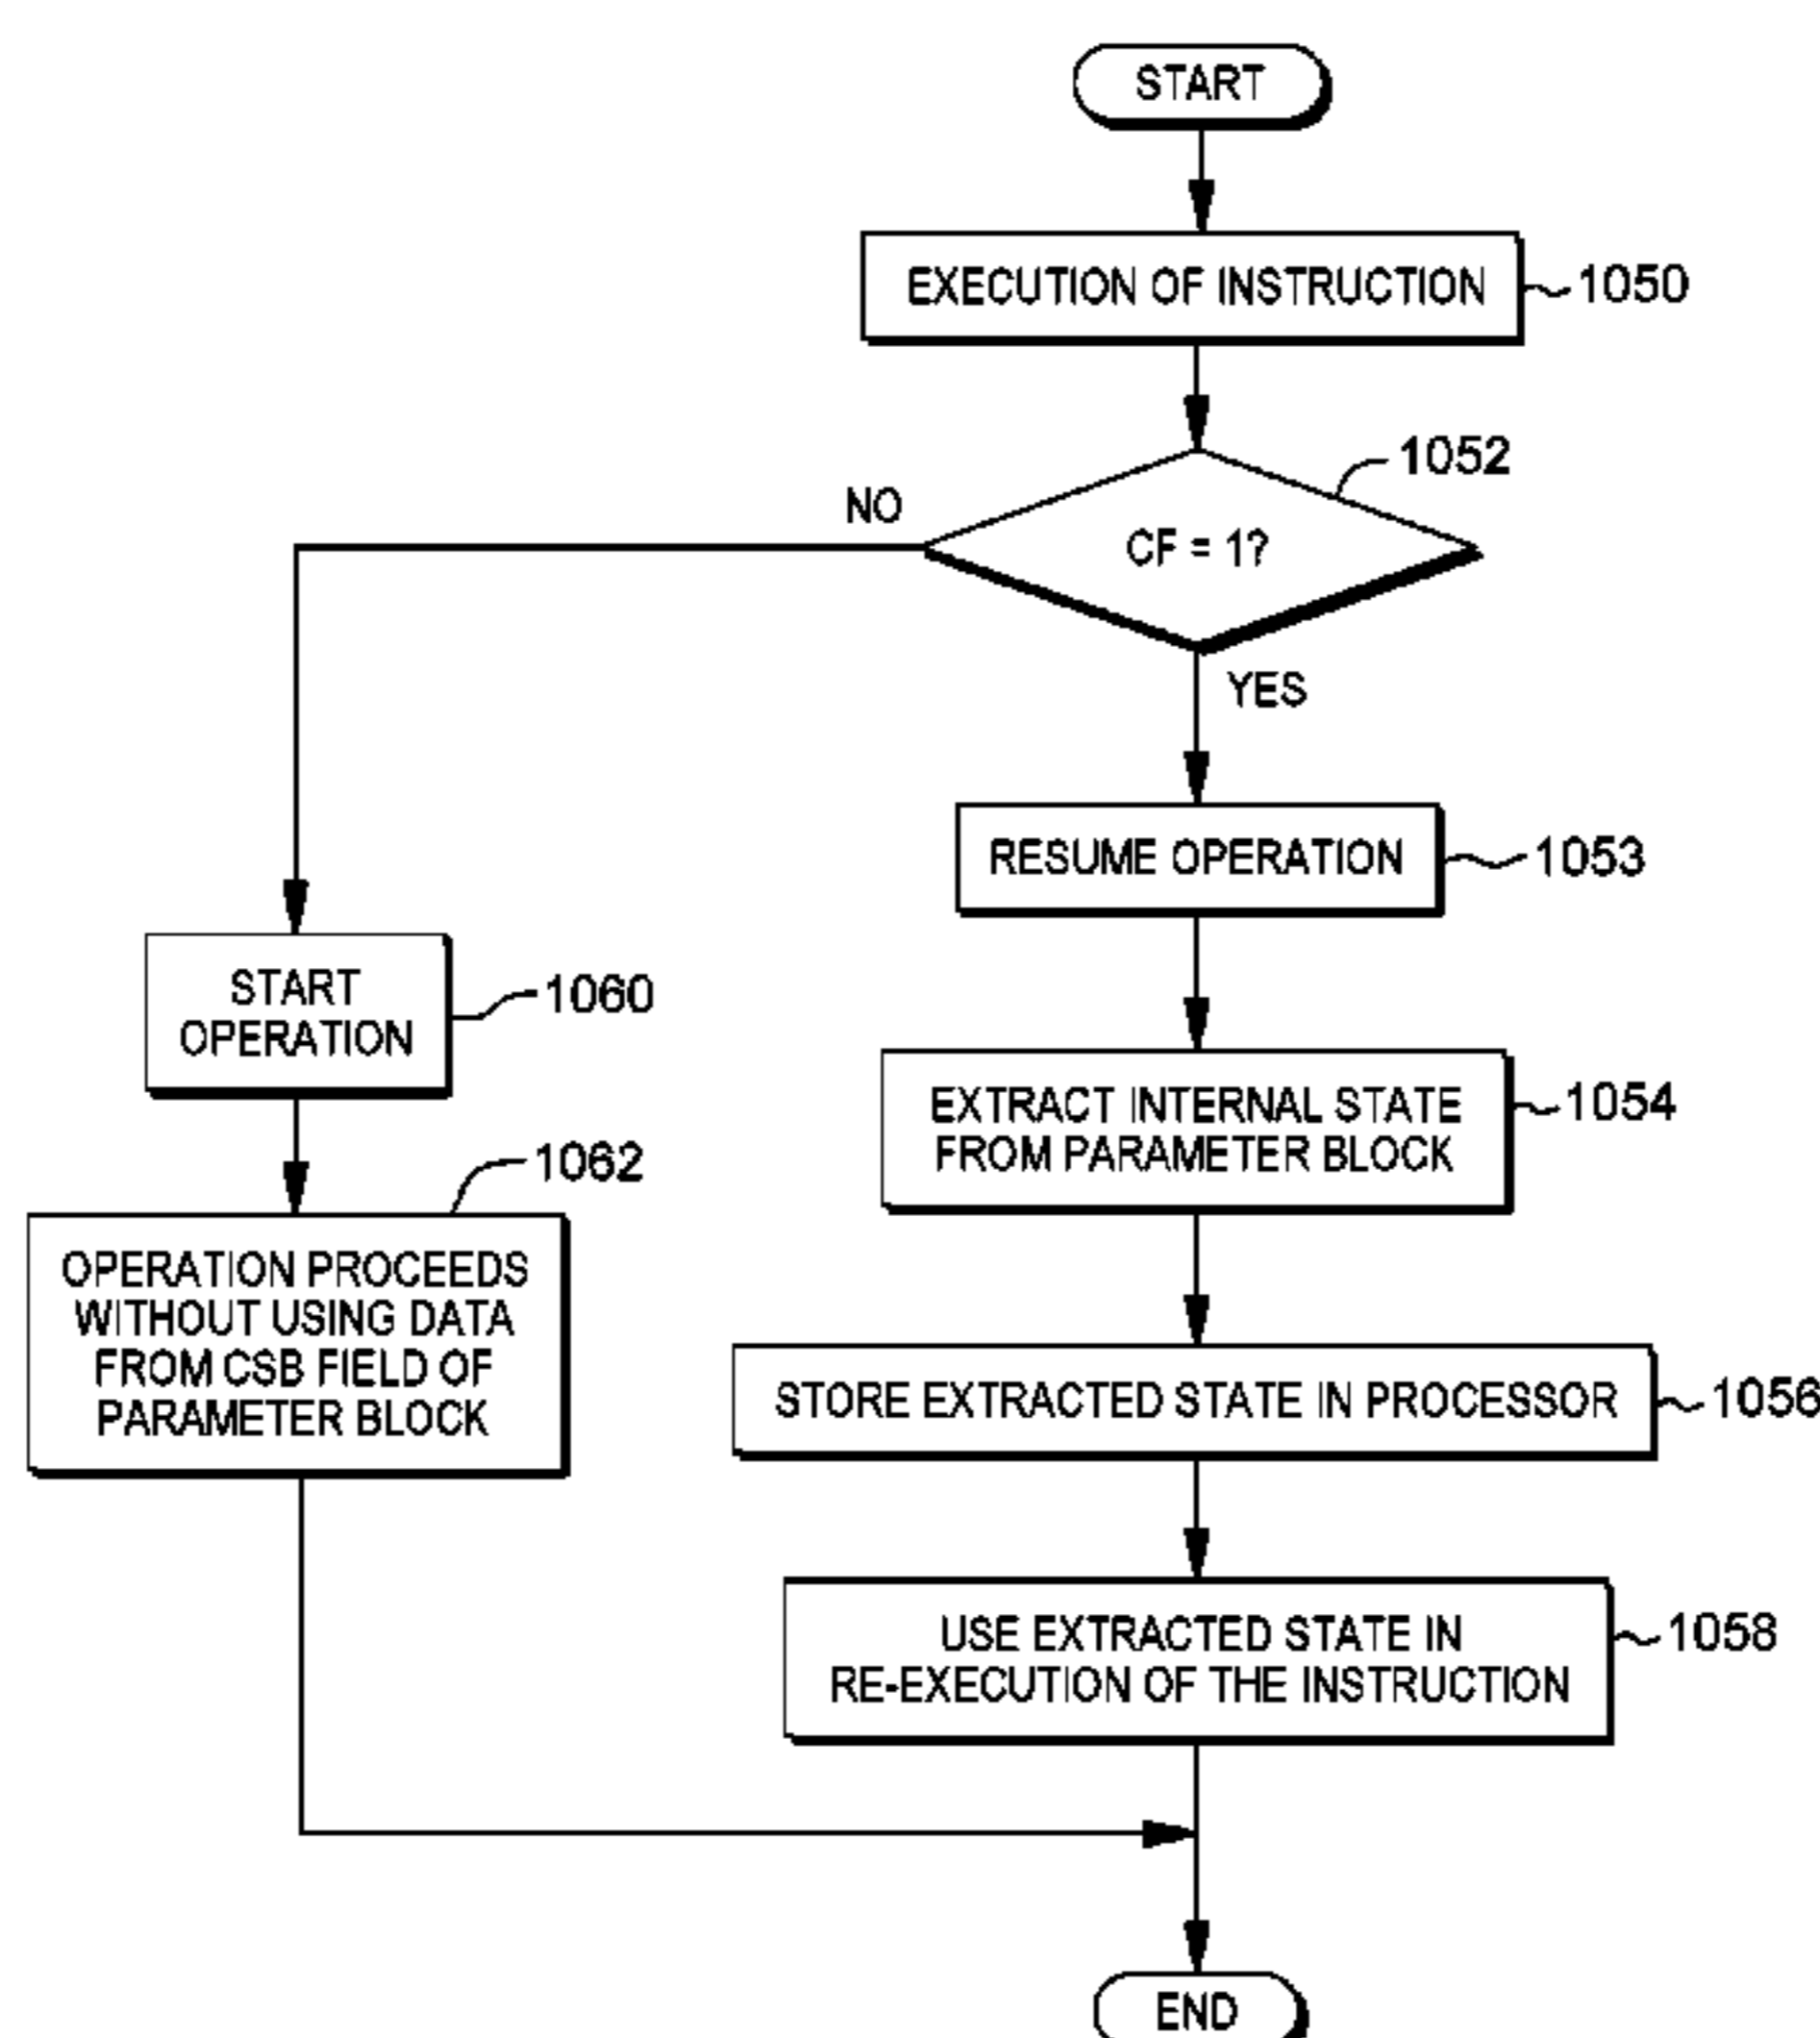 START
EXECUTION OF INSTRUCTION
1050
1052
NO
CF = 1?
YES
RESUME OPERATION
1053
START
OPERATION
1060
EXTRACT INTERNAL STATE
FROM PARAMETER BLOCK
1054
1062
OPERATION PROCEEDS
WITHOUT USING DATA
FROM CSB FIELD OF
PARAMETER BLOCK
STORE EXTRACTED STATE IN PROCESSOR
1056
USE EXTRACTED STATE IN
RE-EXECUTION OF THE INSTRUCTION
1058
END